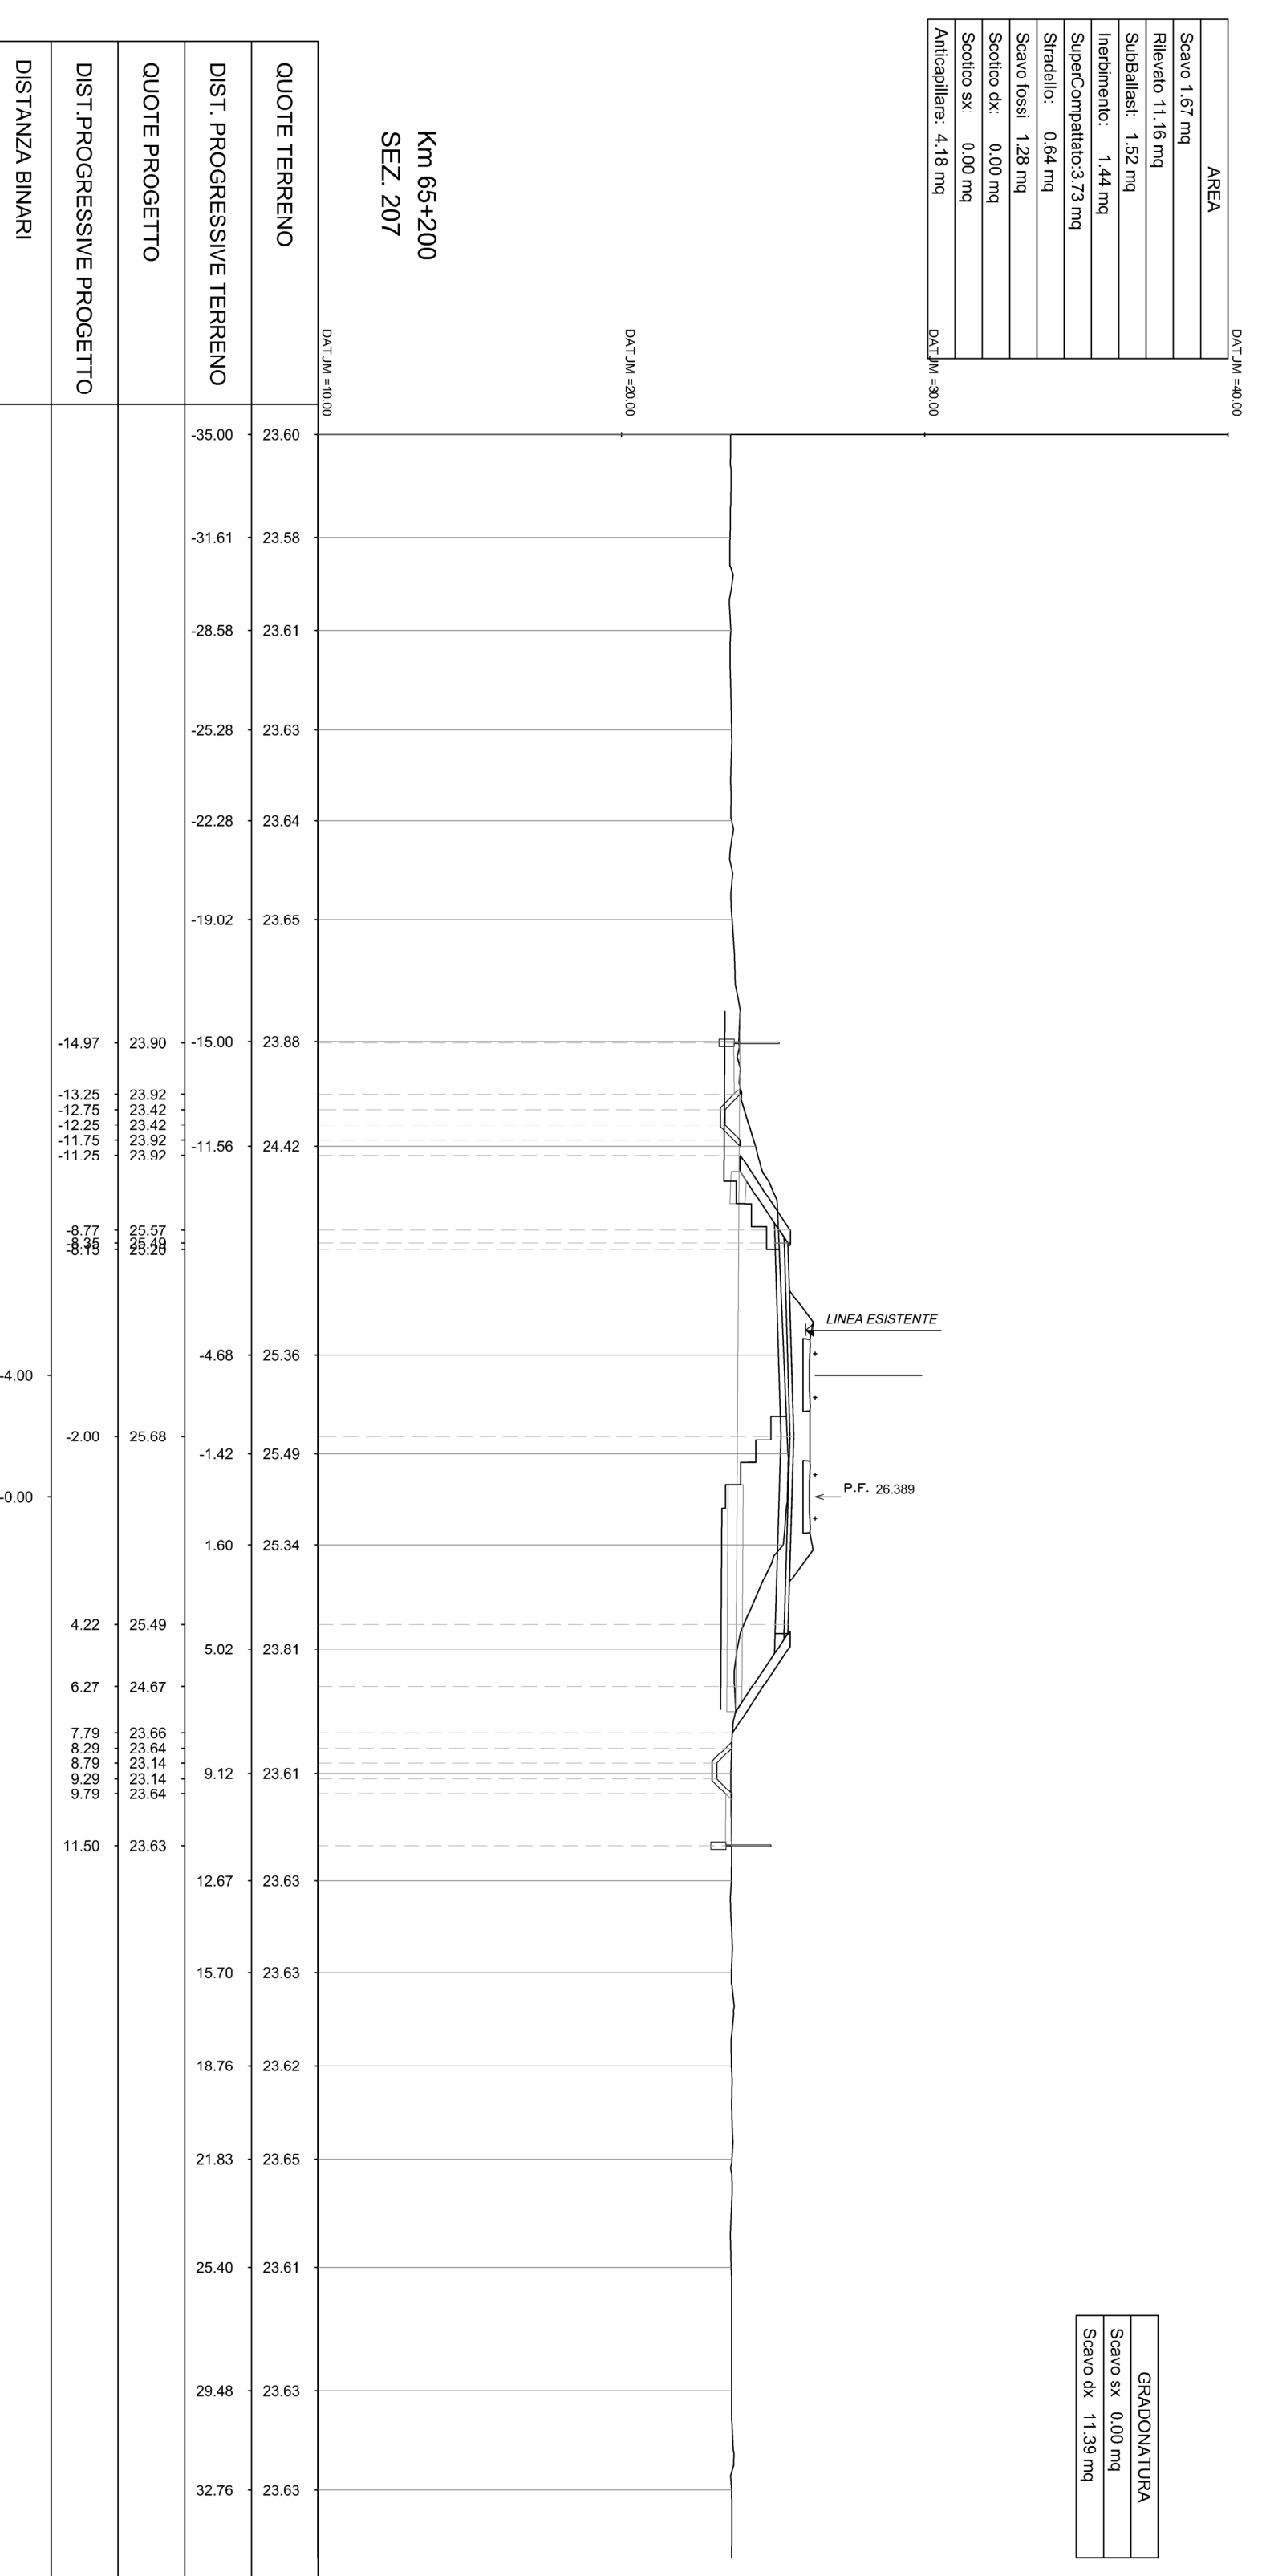 AREA
Scavo 1.67 mq
Rilevato 11.16 mq
SubBallast: 1.52 mq
Inerbimento: 1.44 mq
SuperCompattato:3.73 mq
Stradello: 0.64 mq
Scavo fossi 1.28 mq
Scotico dx: 0.00 mq
Scotico sx: 0.00 mq
Anticapillare: 4.18 mq
GRADONATURA
Scavo sx 0.00 mq
Scavo dx 11.39 mq
DATUM =40.00
DATUM =30.00
DATUM =20.00
DATUM =10.00
LINEA ESISTENTE
P.F. 26.389
Km 65+200
SEZ. 207
QUOTE TERRENO 23.60 23.58 23.61 23.63 23.64 23.65 23.88 24.42 25.36 25.49 25.34 23.81 23.61 23.63 23.63 23.62 23.65 23.61 23.63 23.63
DIST. PROGRESSIVE TERRENO -35.00 -31.61 -28.58 -25.28 -22.28 -19.02 -15.00 -11.56 -4.68 -1.42 1.60 5.02 9.12 12.67 15.70 18.76 21.83 25.40 29.48 32.76
QUOTE PROGETTO 23.90 23.92 23.42 23.42 23.92 23.92 25.57 25.49 25.20 25.68 25.49 24.67 23.66 23.64 23.14 23.14 23.64 23.63
DIST.PROGRESSIVE PROGETTO -14.97 -13.25 -12.75 -12.25 -11.75 -11.25 -8.77 -8.35 -8.15 -2.00 4.22 6.27 7.79 8.29 8.79 9.29 9.79 11.50
DISTANZA BINARI -4.00 -0.00